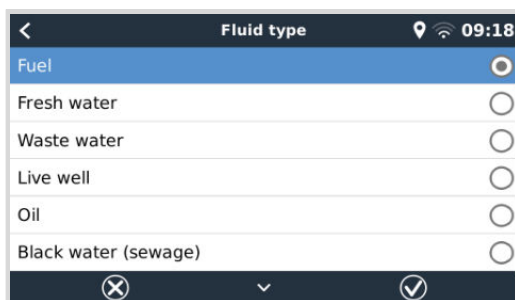 Fluid type 09:18
Fuel
Fresh water
Waste water
Live well
Oil
Black water (sewage)